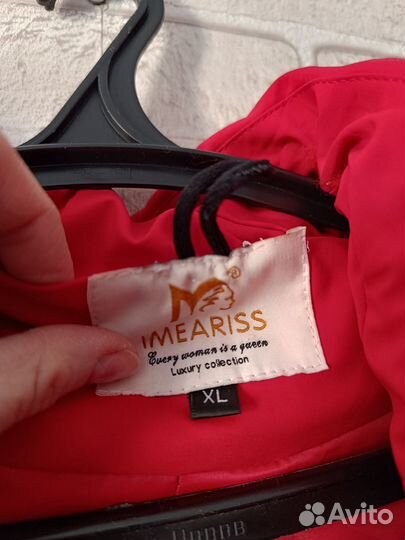 ®
IMEARISS
Every woman is a queen
Luxury collection
XL
Avito